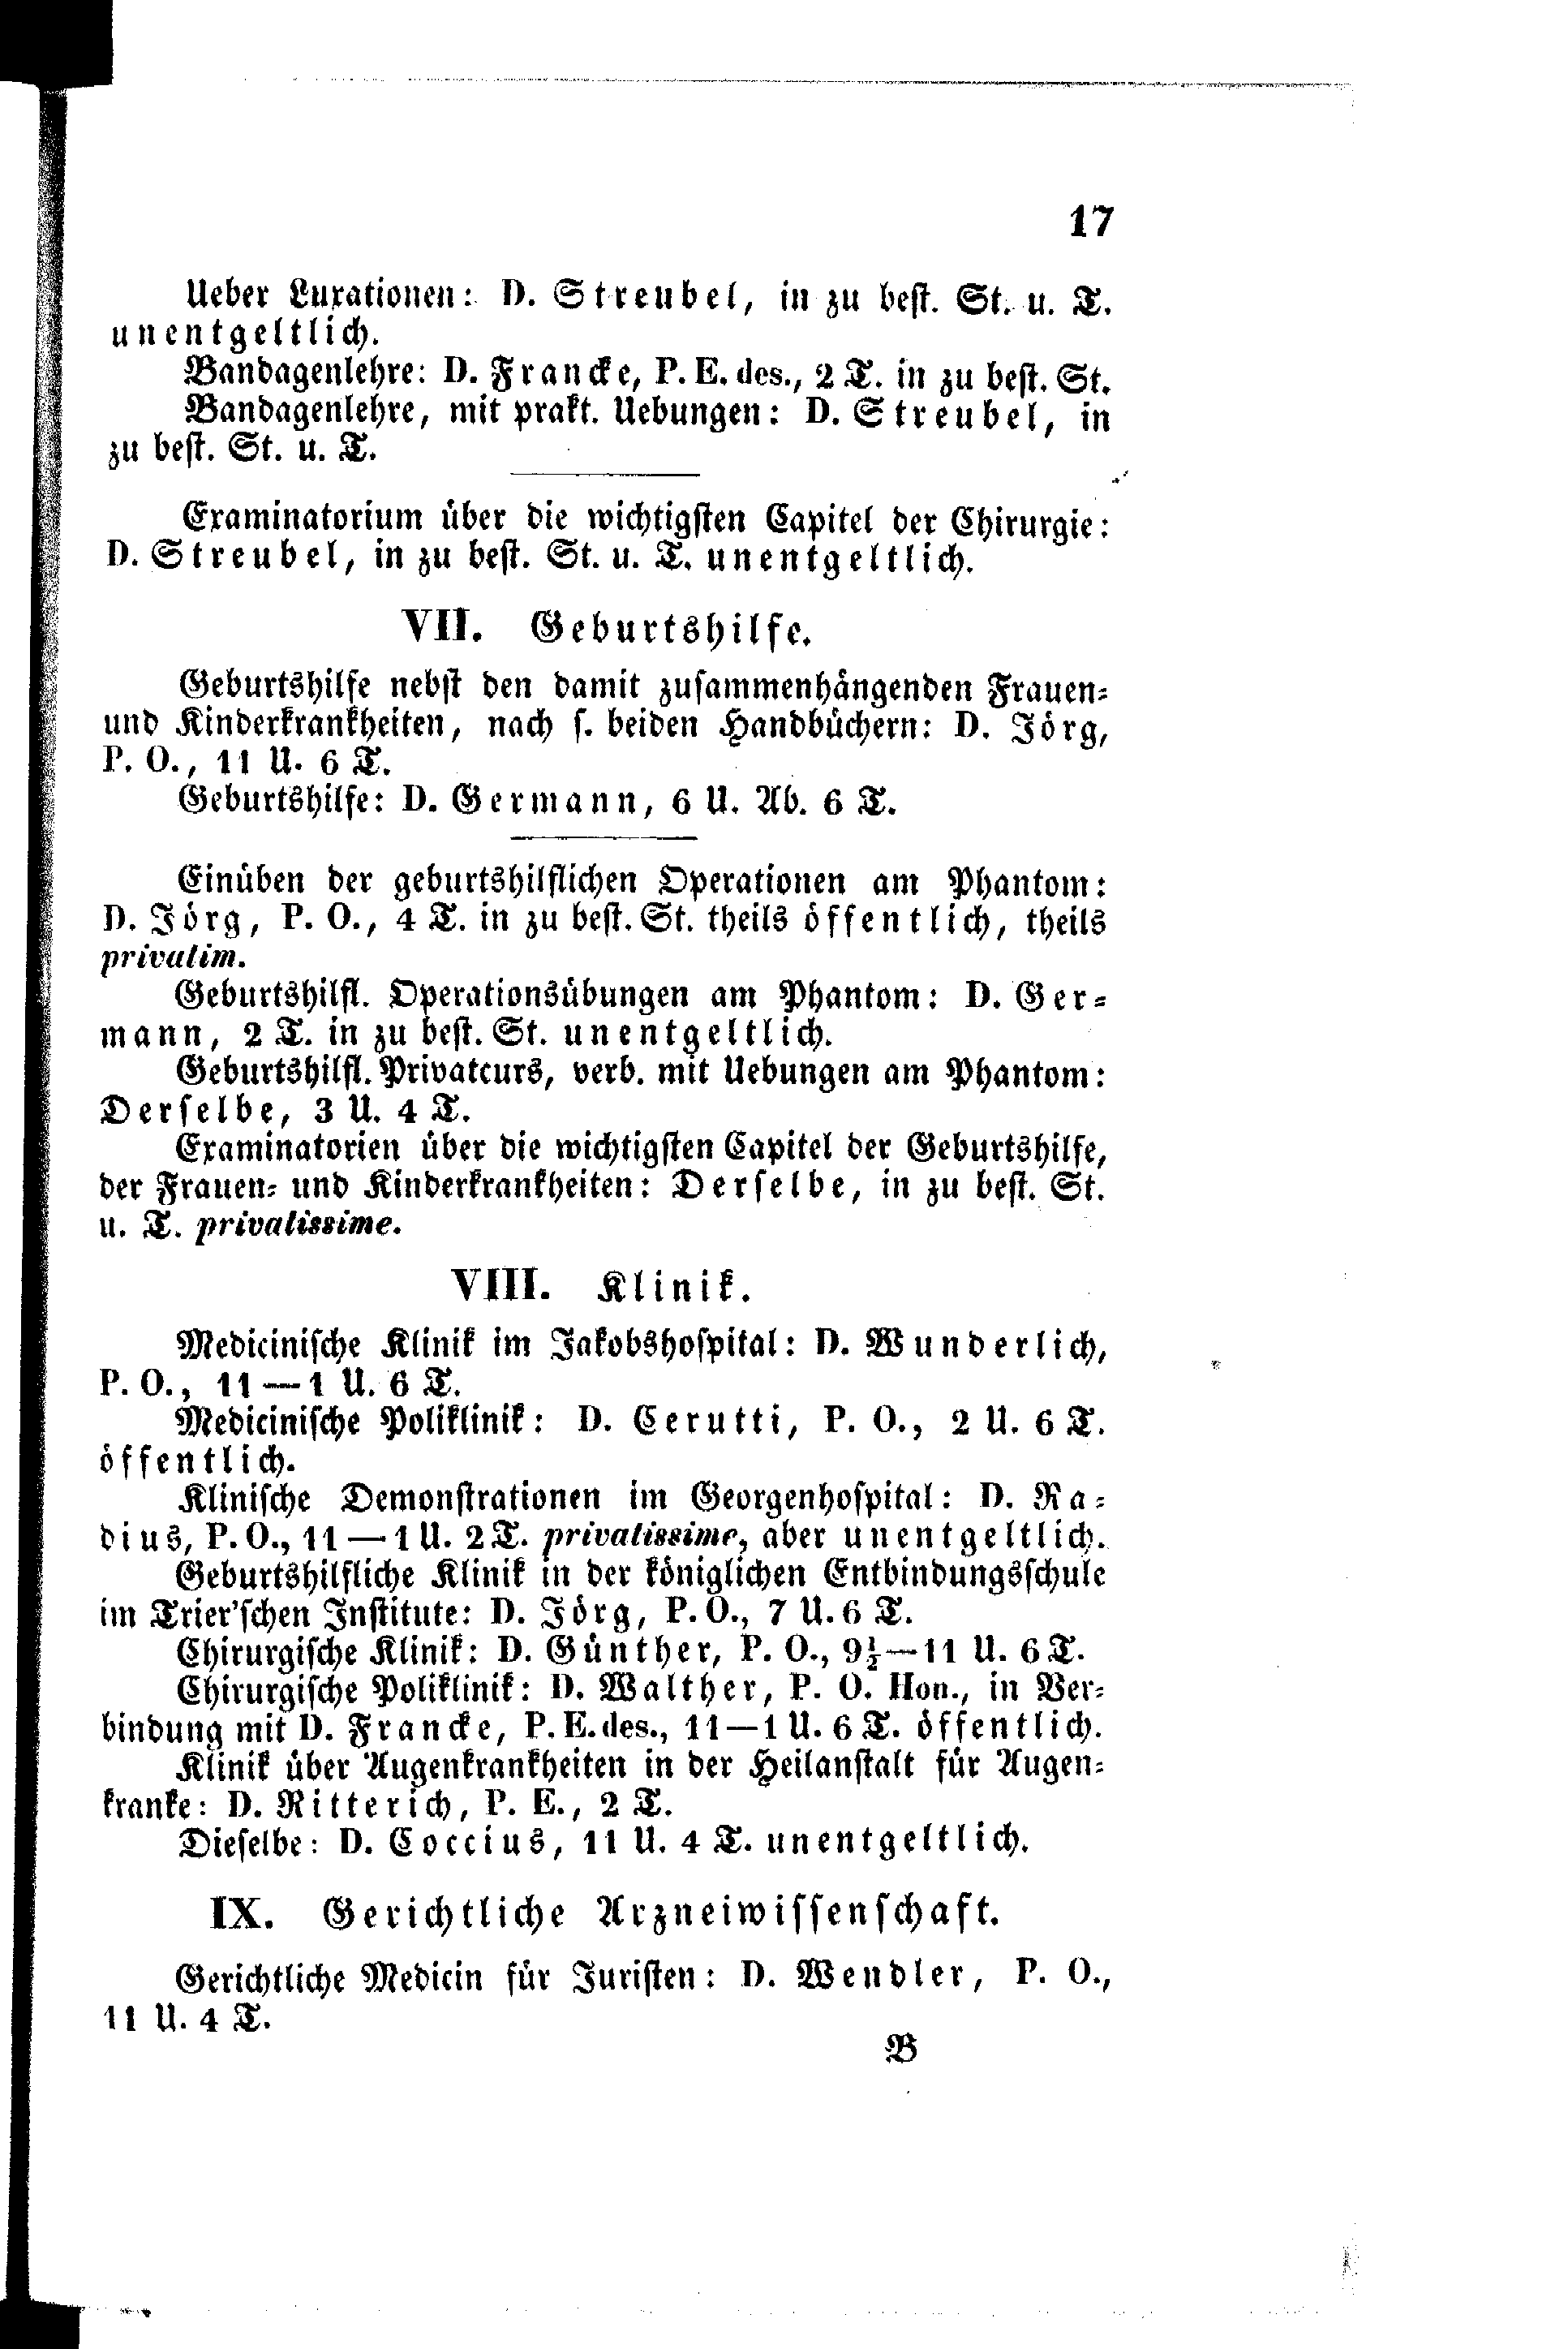 17
Ueber Luxationen: D. Streubel, in zu best. St. u. T.
unentgeltlich.
Bandagenlehre: D. Francke, P. E. des., 2 T. in zu best. St.
Bandagenlehre, mit prakt. Uebungen: D. Streubel, in
zu best. St. u. T.
Examinatorium über die wichtigsten Capitel der Chirurgie:
D. Streubel, in zu best. St. u. T. unentgeltlich.
VII. Geburtshilfe.
Geburtshilfe nebst den damit zusammenhängenden Frauen-
und Kinderkrankheiten, nach s. beiden Handbüchern: D. Jörg,
P. O., 11 U. 6 T.
Geburtshilfe: D. Germann, 6 U. Ab. 6 T.
Einüben der geburtshilflichen Operationen am Phantom:
D. Jörg, P. O., 4 T. in zu best. St. theils öffentlich, theils
privatim.
Geburtshilfl. Operationsübungen am Phantom: D. Ger-
mann, 2 T. in zu best. St. unentgeltlich.
Geburtshilfl. Privatcurs, verb. mit Uebungen am Phantom:
Derselbe, 3 U. 4 T.
Examinatorien über die wichtigsten Capitel der Geburtshilfe,
der Frauen- und Kinderkrankheiten: Derselbe, in zu best. St.
u. T. privatissime.
VIII. Klinik.
Medicinische Klinik im Jakobshospital: D. Wunderlich,
P. O., 11—1 U. 6 T.
Medicinische Poliklinik: D. Cerutti, P. O., 2 U. 6 T.
öffentlich.
Klinische Demonstrationen im Georgenhospital: D. Ra-
dius, P. O., 11—1 U. 2 T. privatissime, aber unentgeltlich.
Geburtshilfliche Klinik in der königlichen Entbindungsschule
im Trier'schen Institute: D. Jörg, P. O., 7 U. 6 T.
Chirurgische Klinik: D. Günther, P. O., 9½—11 U. 6 T.
Chirurgische Poliklinik: D. Walther, P. O. Hon., in Ver-
bindung mit D. Francke, P. E. des., 11—1 U. 6 T. öffentlich.
Klinik über Augenkrankheiten in der Heilanstalt für Augen-
kranke: D. Ritterich, P. E., 2 T.
Dieselbe: D. Coccius, 11 U. 4 T. unentgeltlich.
IX. Gerichtliche Arzneiwissenschaft.
Gerichtliche Medicin für Juristen: D. Wendler, P. O.,
11 U. 4 T.
B